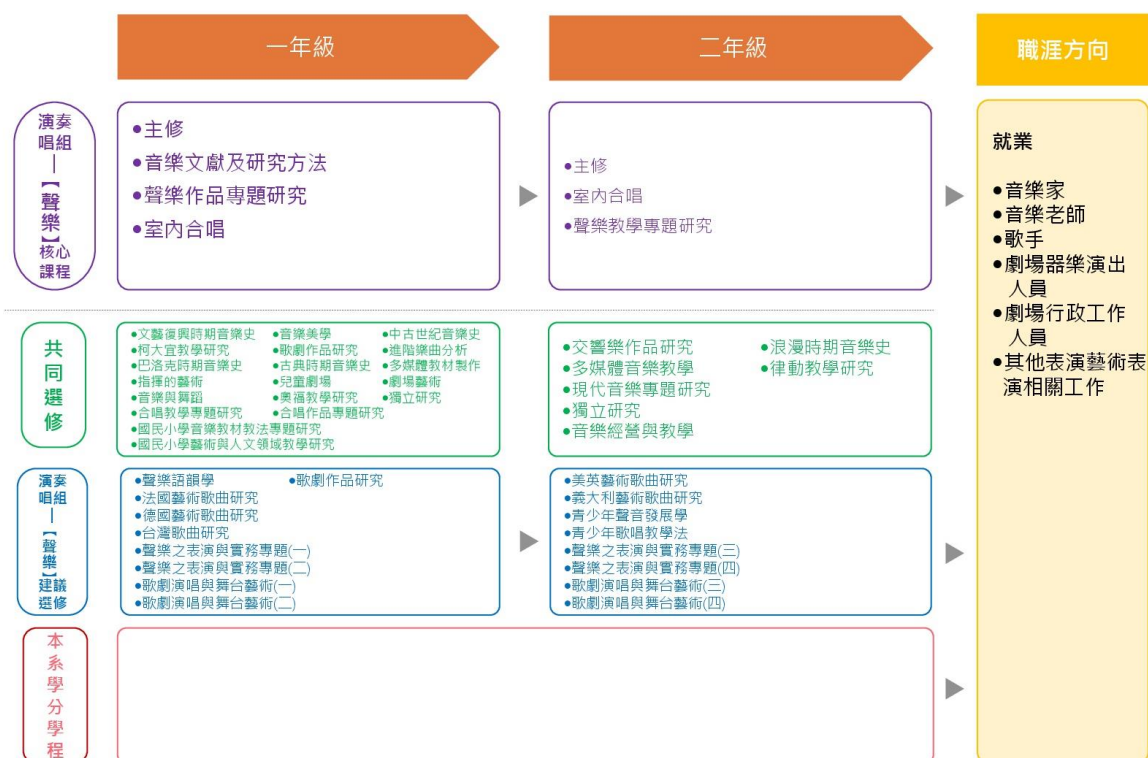 一年級
二年級
職涯方向
演奏
唱組
—
【聲樂】
核心
課程
●主修
●音樂文獻及研究方法
●聲樂作品專題研究
●室內合唱
●主修
●室內合唱
●聲樂教學專題研究
就業
●音樂家
●音樂老師
●歌手
●劇場器樂演出
人員
●劇場行政工作
人員
●其他表演藝術表
演相關工作
共同選修
●文藝復興時期音樂史 ●音樂美學 ●中古世紀音樂史
●柯大宜教學研究 ●歌劇作品研究 ●進階樂曲分析
●巴洛克時期音樂史 ●古典時期音樂史 ●多媒體教材製作
●指揮的藝術 ●兒童劇場 ●劇場藝術
●音樂與舞蹈 ●奧福教學研究 ●獨立研究
●合唱教學專題研究 ●合唱作品專題研究
●國民小學音樂教材教法專題研究
●國民小學藝術與人文領域教學研究
●交響樂作品研究 ●浪漫時期音樂史
●多媒體音樂教學 ●律動教學研究
●現代音樂專題研究
●獨立研究
●音樂經營與教學
演奏
唱組
—
【聲樂】
建議
選修
●聲樂語韻學 ●歌劇作品研究
●法國藝術歌曲研究
●德國藝術歌曲研究
●台灣歌曲研究
●聲樂之表演與實務專題(一)
●聲樂之表演與實務專題(二)
●歌劇演唱與舞台藝術(一)
●歌劇演唱與舞台藝術(二)
●美英藝術歌曲研究
●義大利藝術歌曲研究
●青少年聲音發展學
●青少年歌唱教學法
●聲樂之表演與實務專題(三)
●聲樂之表演與實務專題(四)
●歌劇演唱與舞台藝術(三)
●歌劇演唱與舞台藝術(四)
本系學分學程